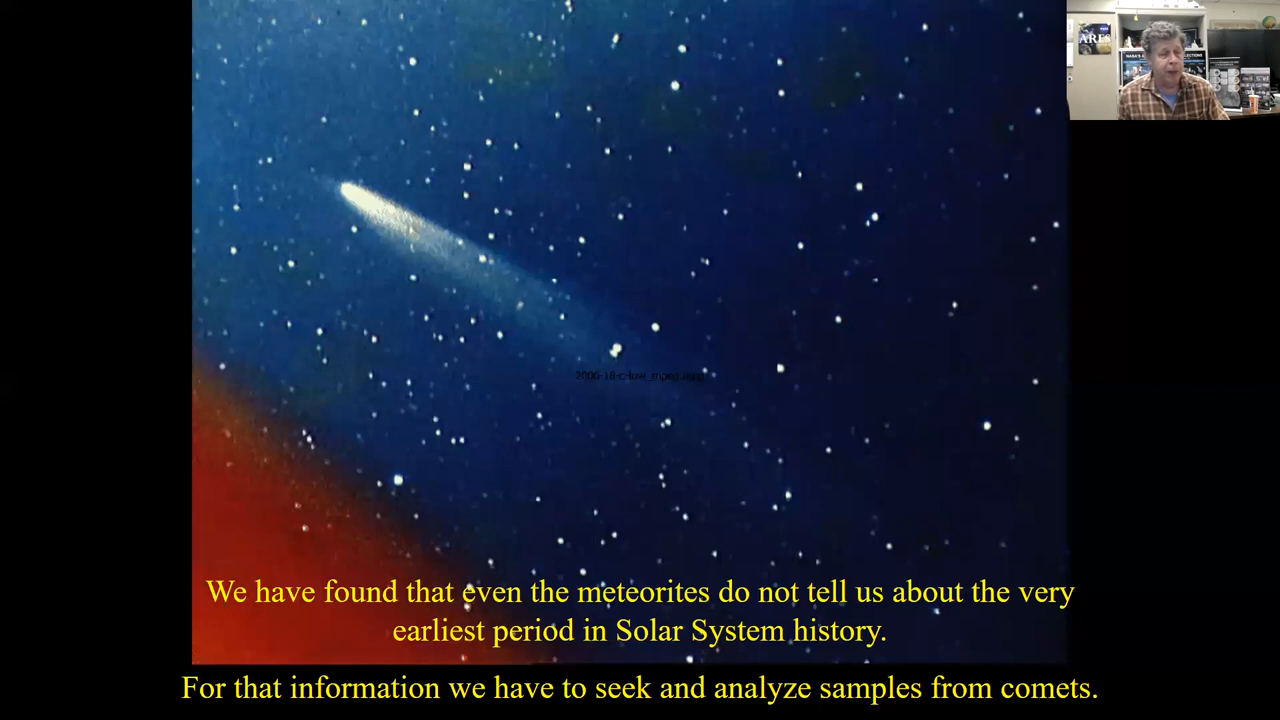 ARES
We have found that even the meteorites do not tell us about the very
earliest period in Solar System history.
For that information we have to seek and analyze samples from comets.